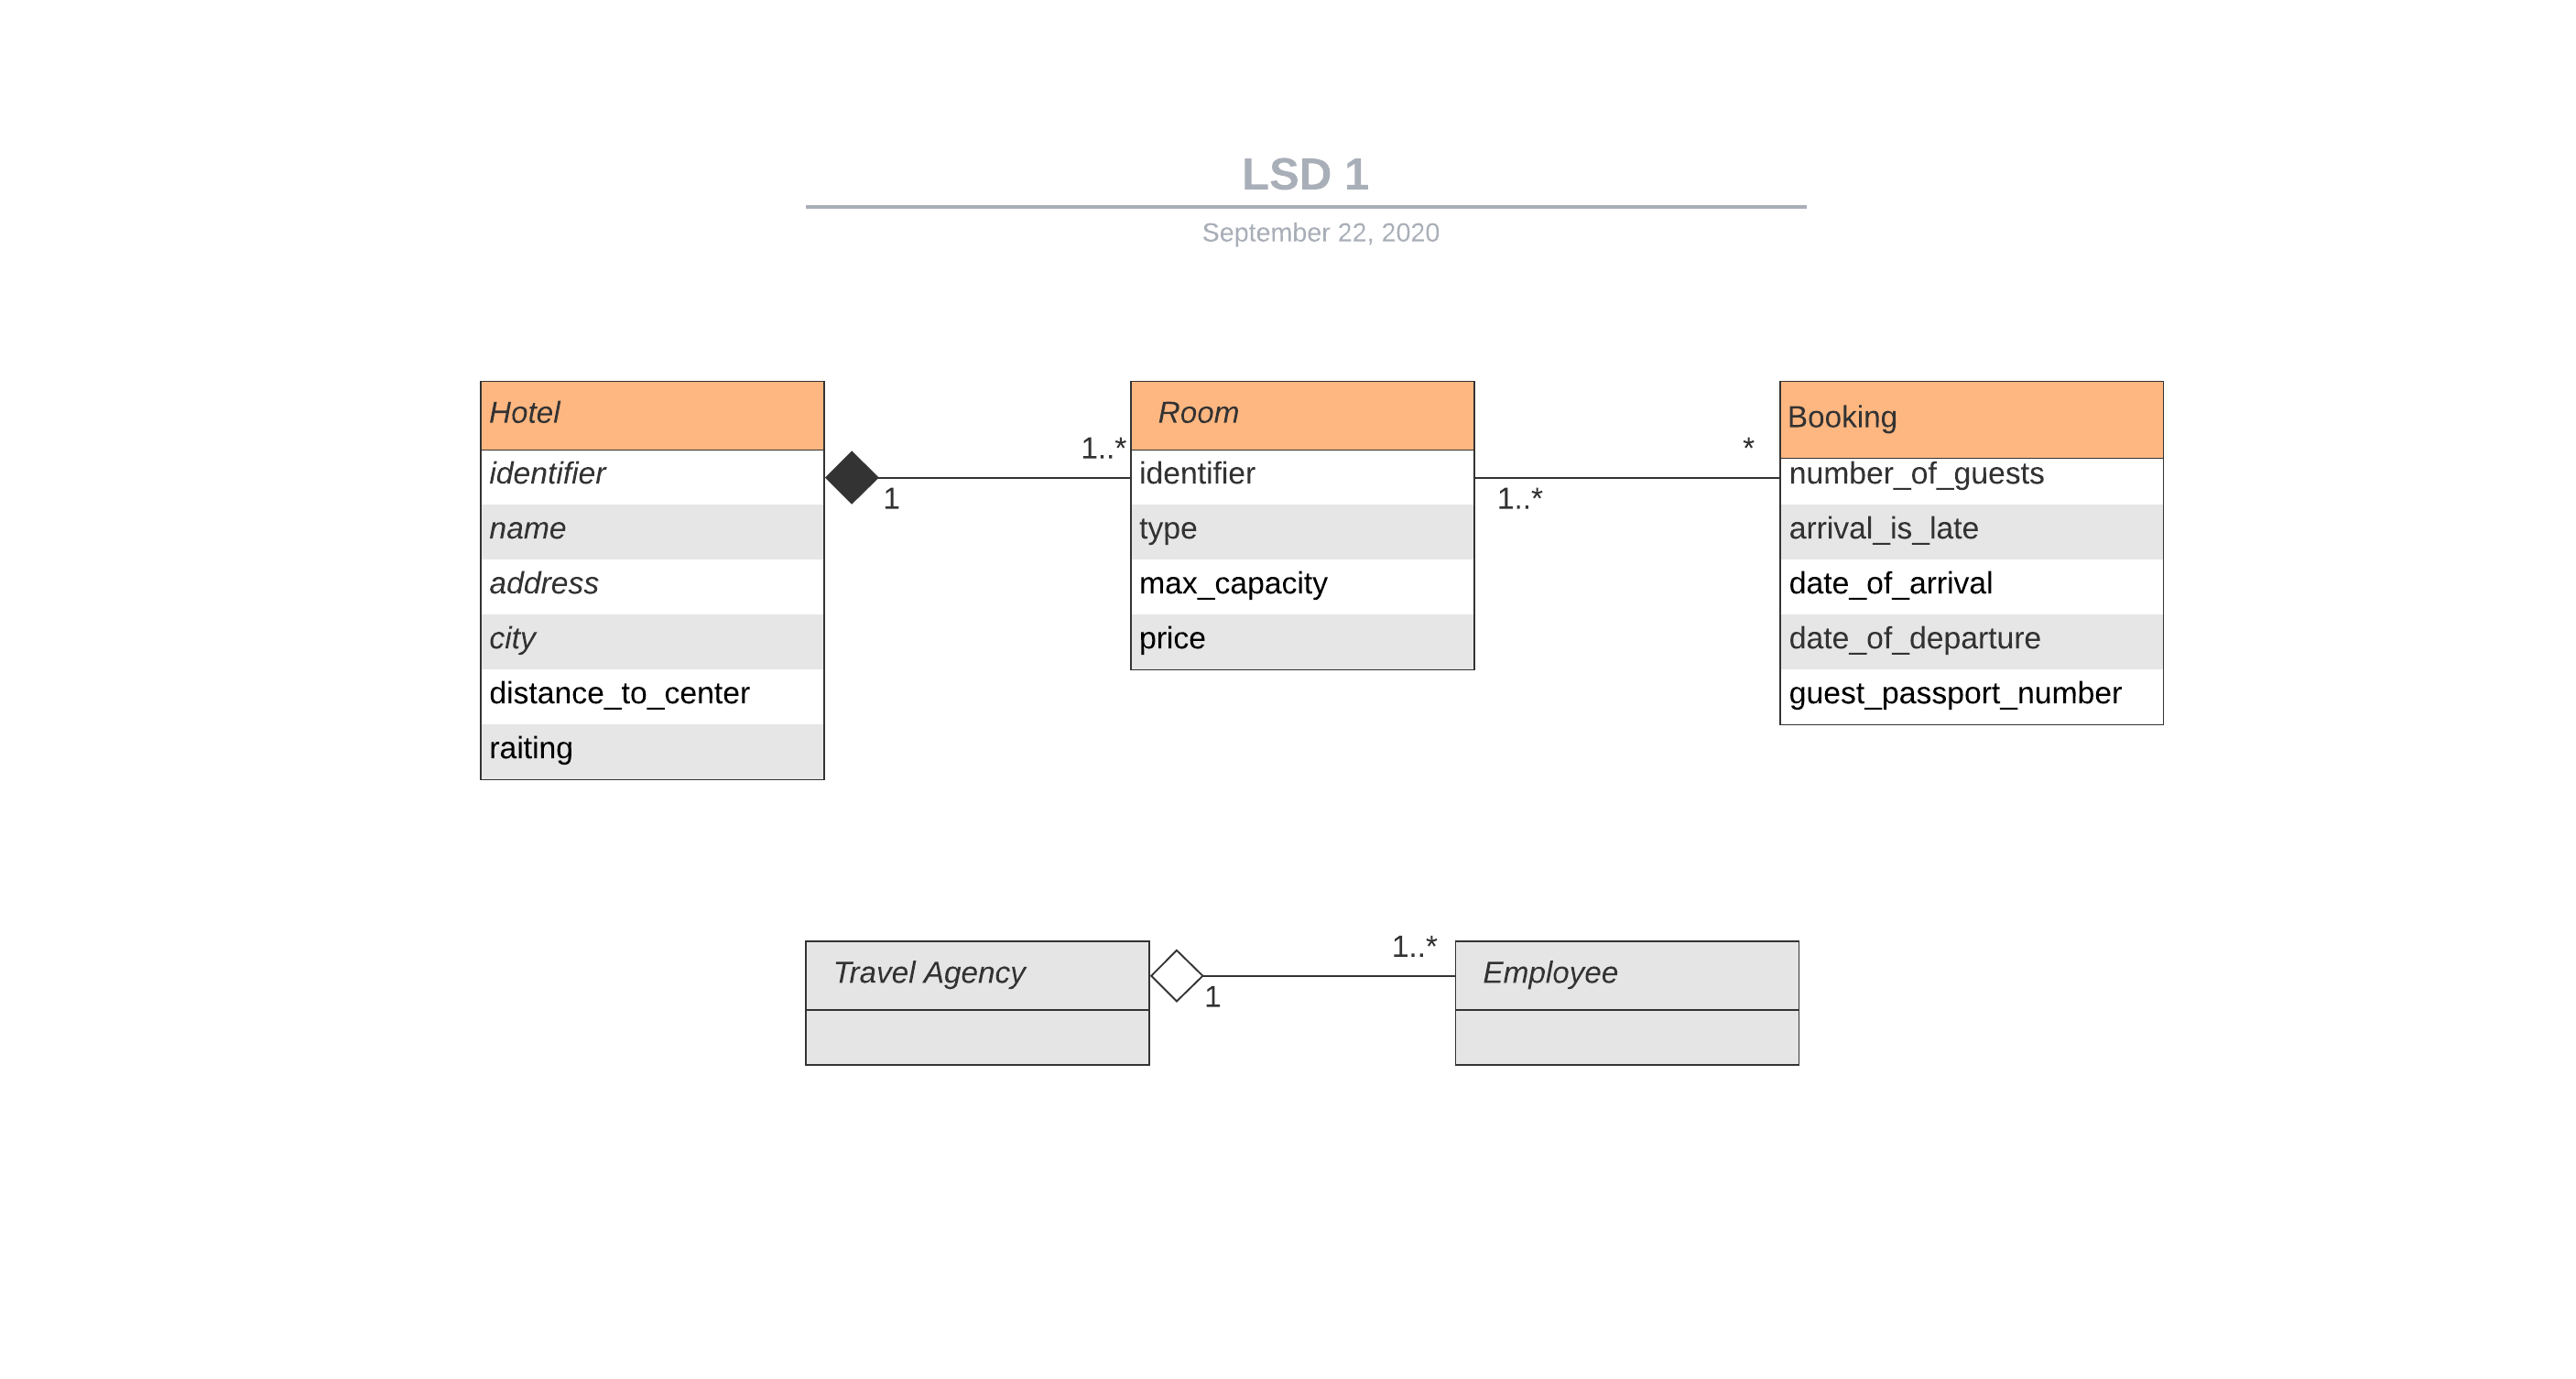 LSD 1
September 22, 2020
Hotel
identifier
name
address
city
distance_to_center
raiting
1
1..*
Room
identifier
type
max_capacity
price
1..*
*
Booking
number_of_guests
arrival_is_late
date_of_arrival
date_of_departure
guest_passport_number
Travel Agency
1
1..*
Employee